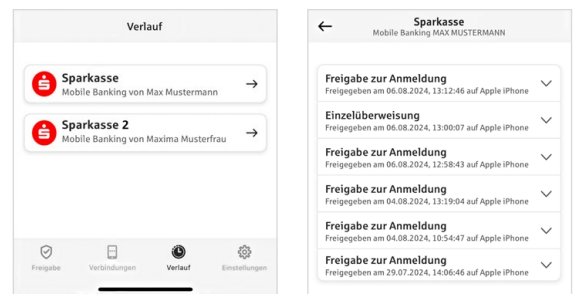 Verlauf
Sparkasse
Mobile Banking von Max Mustermann
Sparkasse 2
Mobile Banking von Maxima Musterfrau
Freigabe
Verbindungen
Verlauf
Einstellungen
Sparkasse
Mobile Banking MAX MUSTERMANN
Freigabe zur Anmeldung
Freigegeben am 06.08.2024, 13:12:46 auf Apple iPhone
Einzelüberweisung
Freigegeben am 06.08.2024, 13:00:07 auf Apple iPhone
Freigabe zur Anmeldung
Freigegeben am 06.08.2024, 12:58:43 auf Apple iPhone
Freigabe zur Anmeldung
Freigegeben am 04.08.2024, 13:19:04 auf Apple iPhone
Freigabe zur Anmeldung
Freigegeben am 04.08.2024, 10:54:47 auf Apple iPhone
Freigabe zur Anmeldung
Freigegeben am 29.07.2024, 14:06:46 auf Apple iPhone